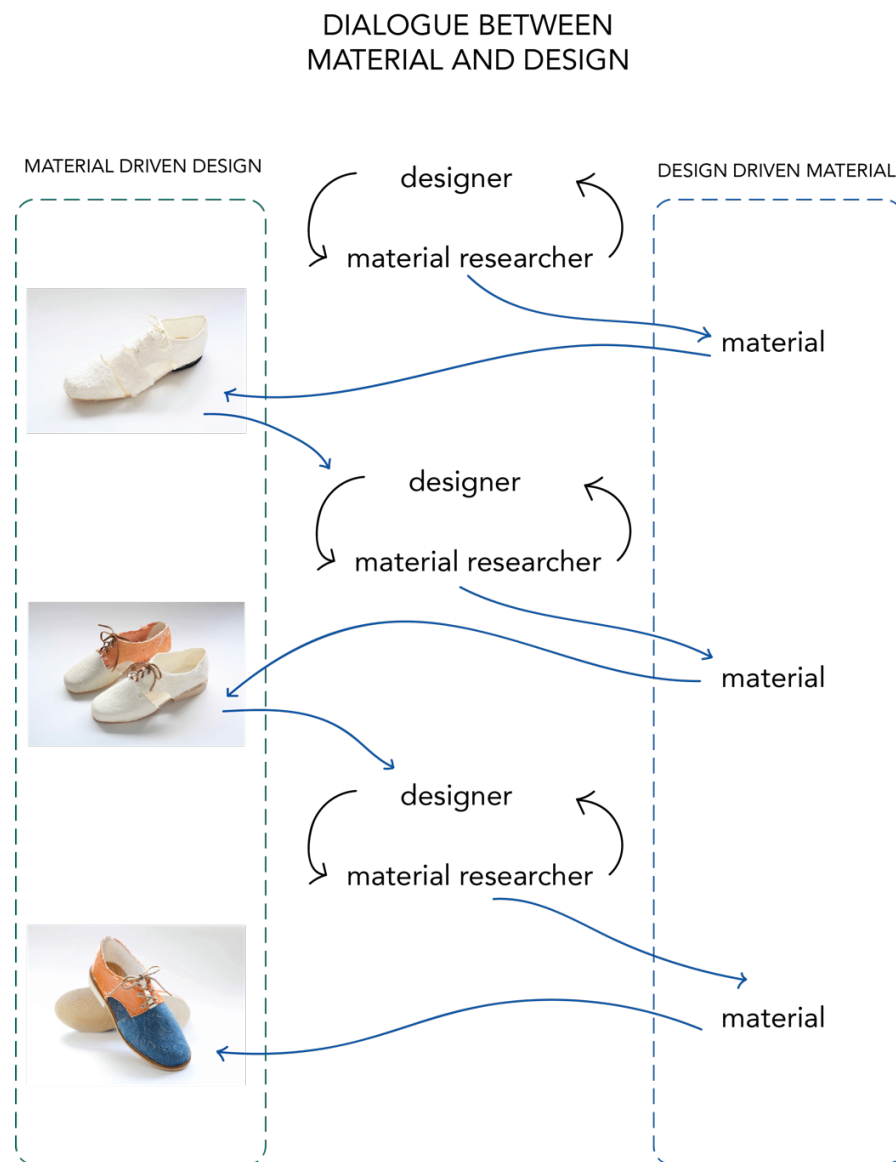 DIALOGUE BETWEEN
MATERIAL AND DESIGN
MATERIAL DRIVEN DESIGN
DESIGN DRIVEN MATERIAL
designer
material researcher
material
designer
material researcher
material
designer
material researcher
material